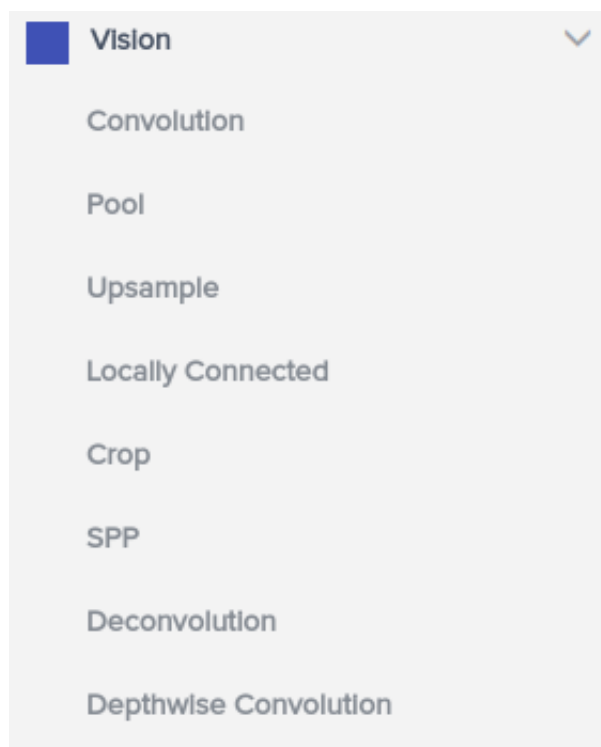 Vision
Convolution
Pool
Upsample
Locally Connected
Crop
SPP
Deconvolution
Depthwise Convolution